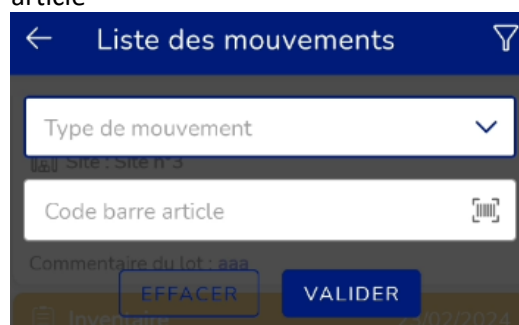 article
Liste des mouvements
Type de mouvement
Site : Site n°3
Code barre article
Commentaire du lot : aaa
EFFACER VALIDER
Inventaire 29/02/2024